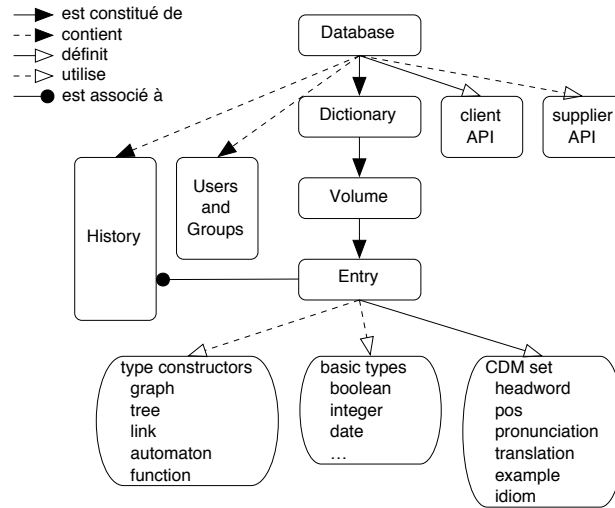 est constitué de
contient
définit
utilise
est associé à
Database
Dictionary
client
API
supplier
API
History
Users
and
Groups
Volume
Entry
type constructors
graph
tree
link
automaton
function
basic types
boolean
integer
date
…
CDM set
headword
pos
pronunciation
translation
example
idiom